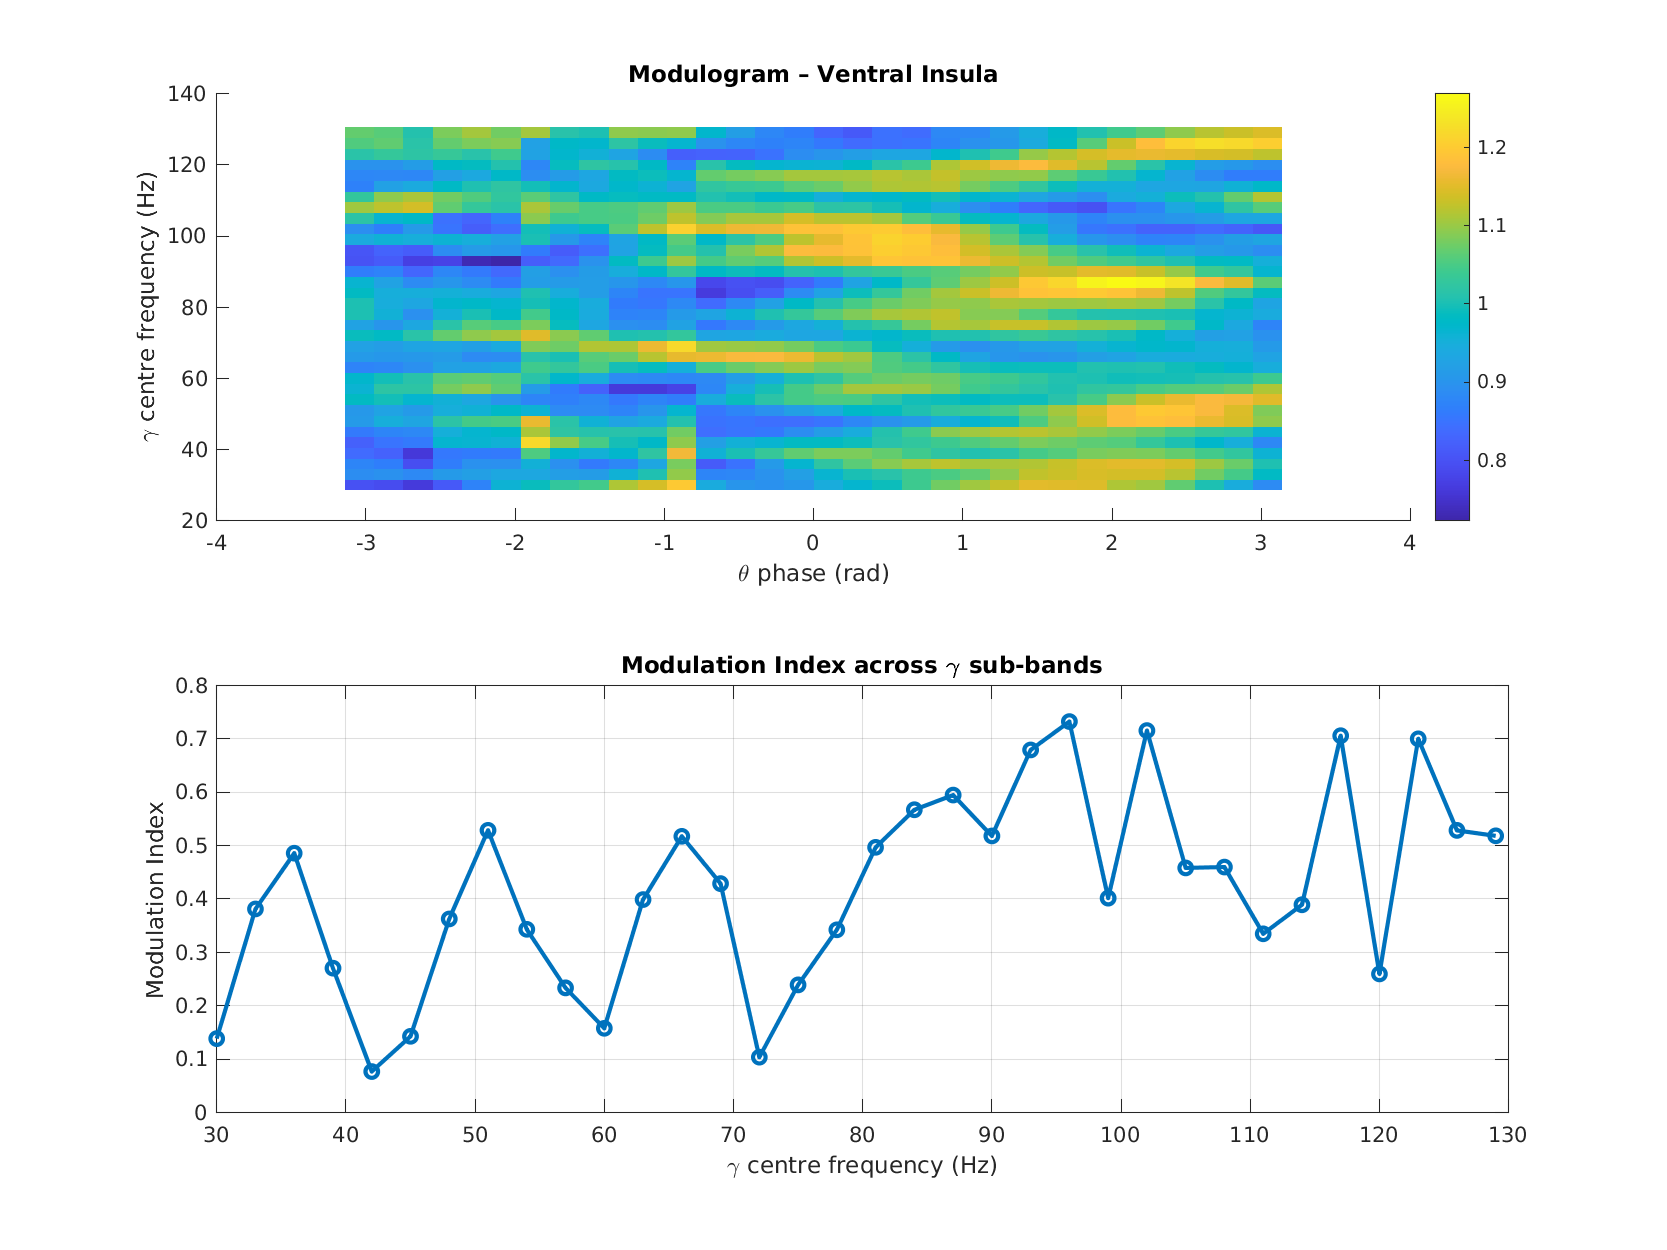 Modulogram – Ventral Insula
140
120
100
80
60
40
20
γ centre frequency (Hz)
-4 -3 -2 -1 0 1 2 3 4
θ phase (rad)
1.2
1.1
1
0.9
0.8
Modulation Index across γ sub-bands
0.8
0.7
0.6
0.5
0.4
0.3
0.2
0.1
0
Modulation Index
30 40 50 60 70 80 90 100 110 120 130
γ centre frequency (Hz)